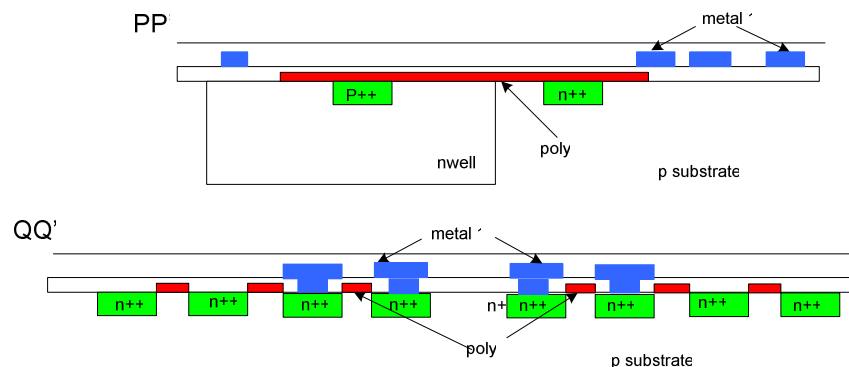 PP'
metal 1
P++
n++
nwell
poly
p substrate
QQ'
metal 1
n++ n++ n++ n++ n+ n++ n++ n++ n++
poly
p substrate